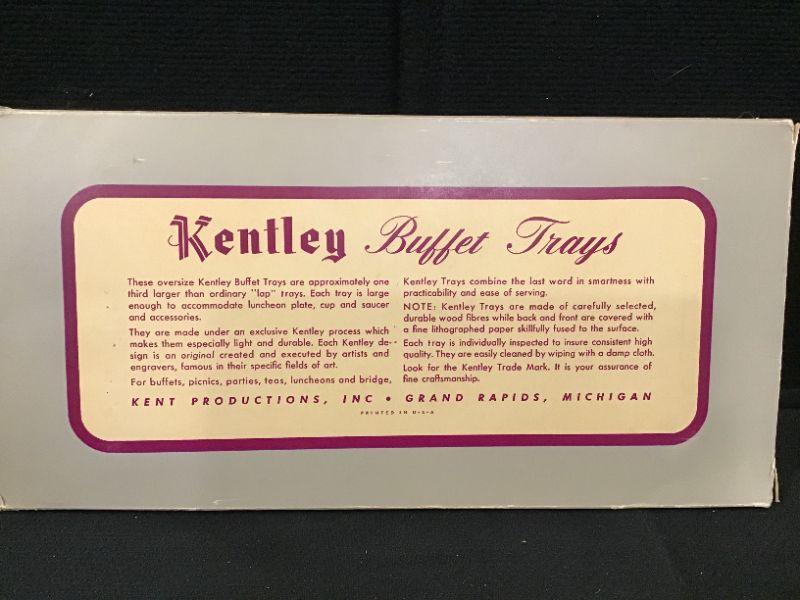 Kentley Buffet Trays
These oversize Kentley Buffet Trays are approximately one
third larger than ordinary "lap" trays. Each tray is large
enough to accommodate luncheon plate, cup and saucer
and accessories.
They are made under an exclusive Kentley process which
makes them especially light and durable. Each Kentley de-
sign is an original created and executed by artists and
engravers, famous in their specific fields of art.
For buffets, picnics, parties, teas, luncheons and bridge,
Kentley Trays combine the last word in smartness with
practicability and ease of serving.
NOTE: Kentley Trays are made of carefully selected,
durable wood fibres while back and front are covered with
a fine lithographed paper skillfully fused to the surface.
Each tray is individually inspected to insure consistent high
quality. They are easily cleaned by wiping with a damp cloth.
Look for the Kentley Trade Mark. It is your assurance of
fine craftsmanship.
KENT PRODUCTIONS, INC • GRAND RAPIDS, MICHIGAN
PRINTED IN U-S-A